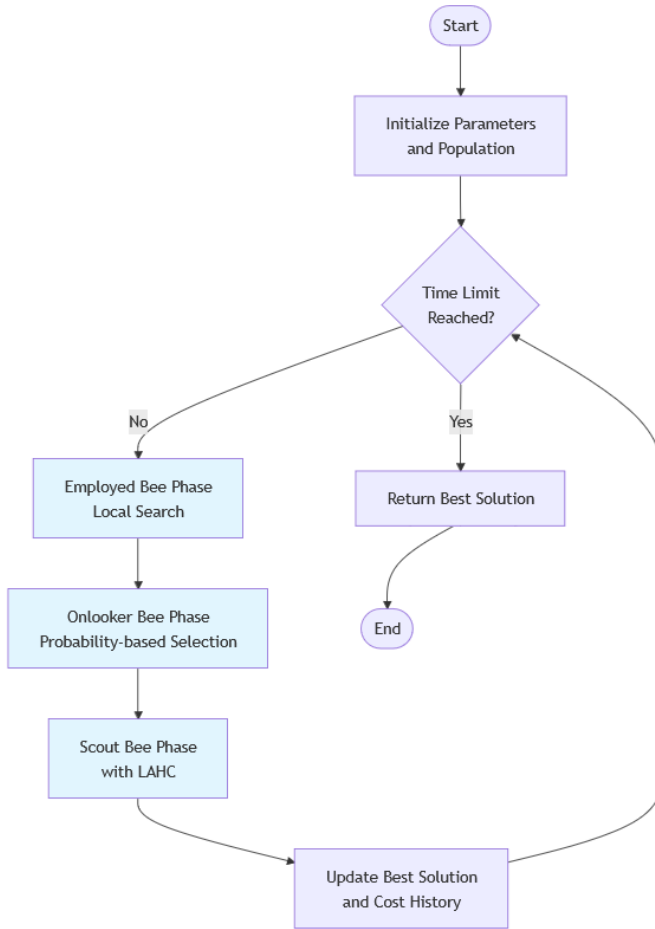 Start
Initialize Parameters
and Population
Time Limit
Reached?
No
Yes
Employed Bee Phase
Local Search
Return Best Solution
Onlooker Bee Phase
Probability-based Selection
End
Scout Bee Phase
with LAHC
Update Best Solution
and Cost History